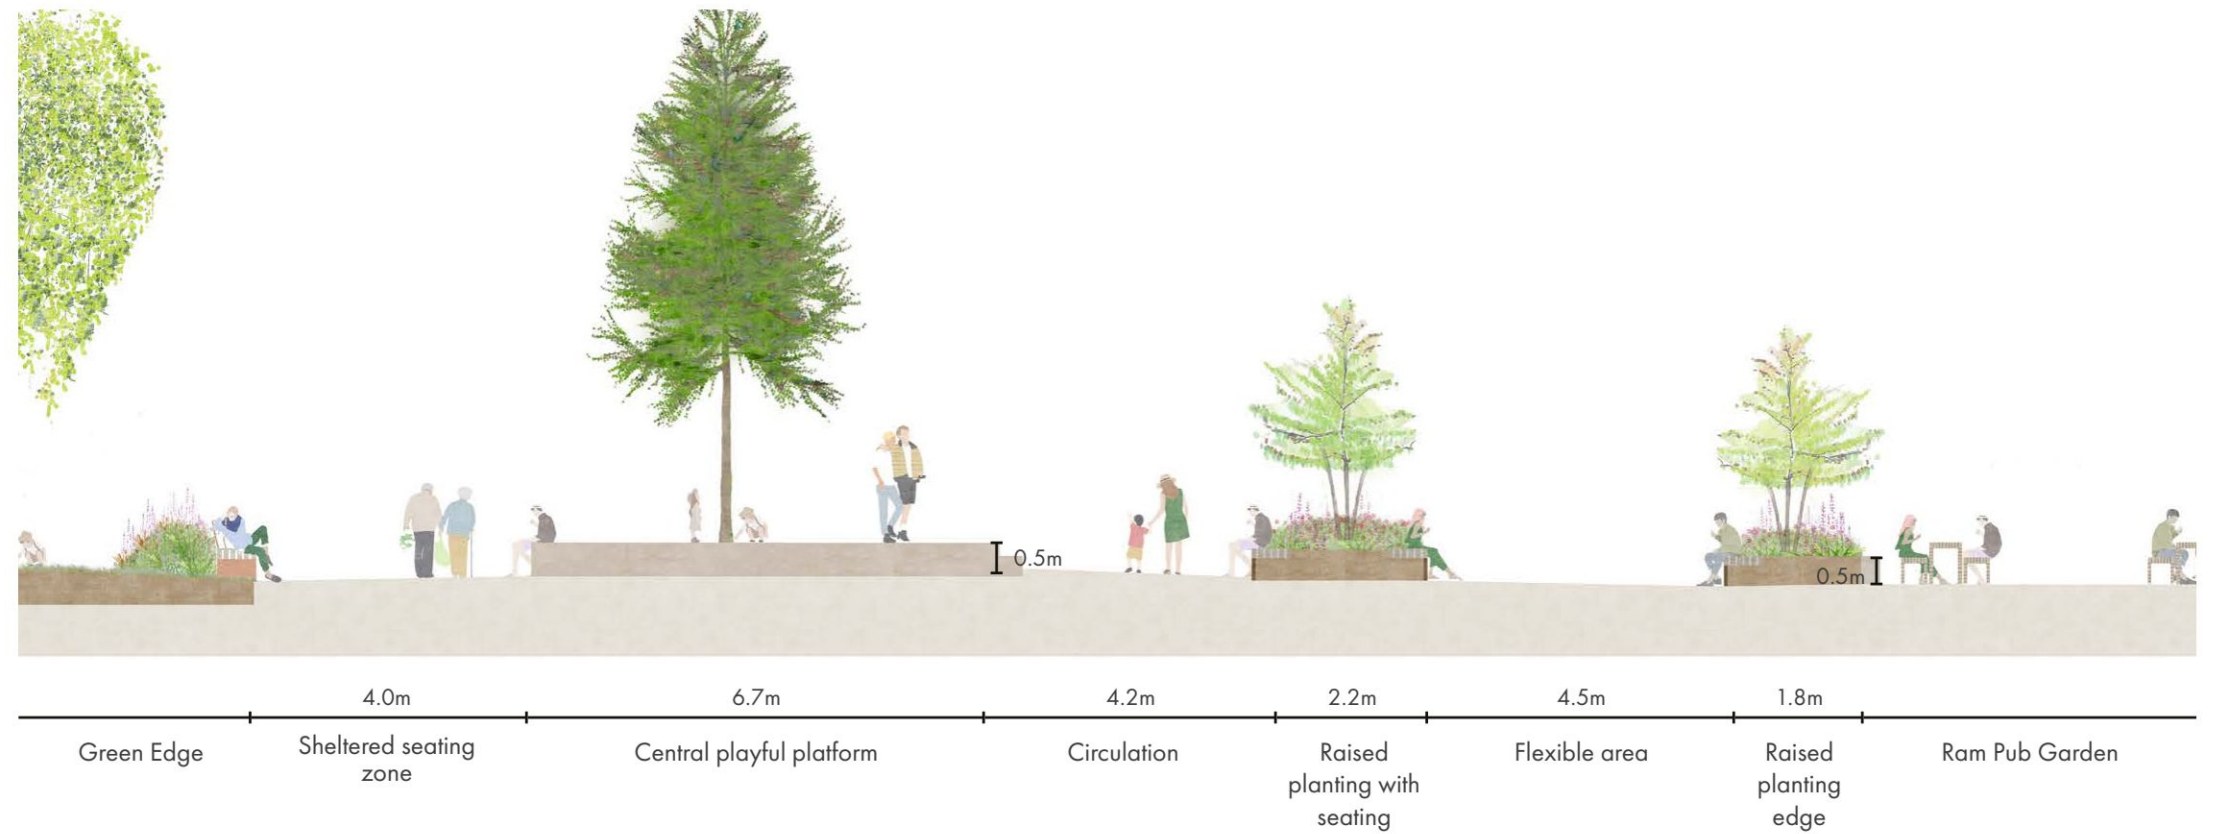 0.5m
0.5m
4.0m
6.7m
4.2m
2.2m
4.5m
1.8m
Green Edge
Sheltered seating
zone
Central playful platform
Circulation
Raised
planting with
seating
Flexible area
Raised
planting
edge
Ram Pub Garden